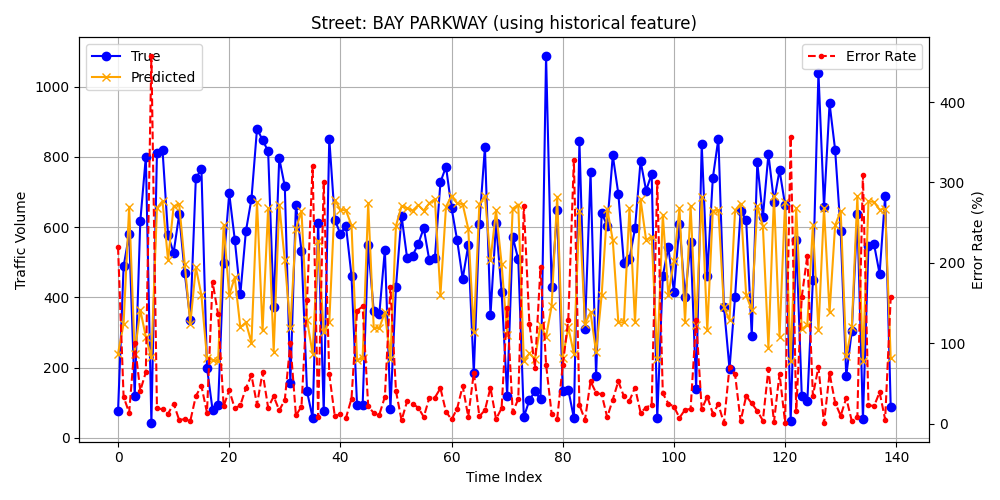 Street: BAY PARKWAY (using historical feature)
True
Predicted
Error Rate
Traffic Volume
0
200
400
600
800
1000
Error Rate (%)
0
100
200
300
400
0 20 40 60 80 100 120 140
Time Index